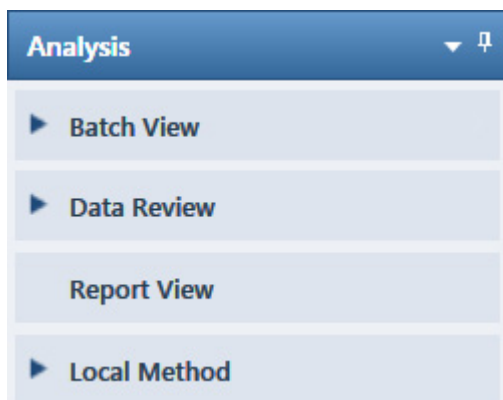 Analysis
Batch View
Data Review
Report View
Local Method